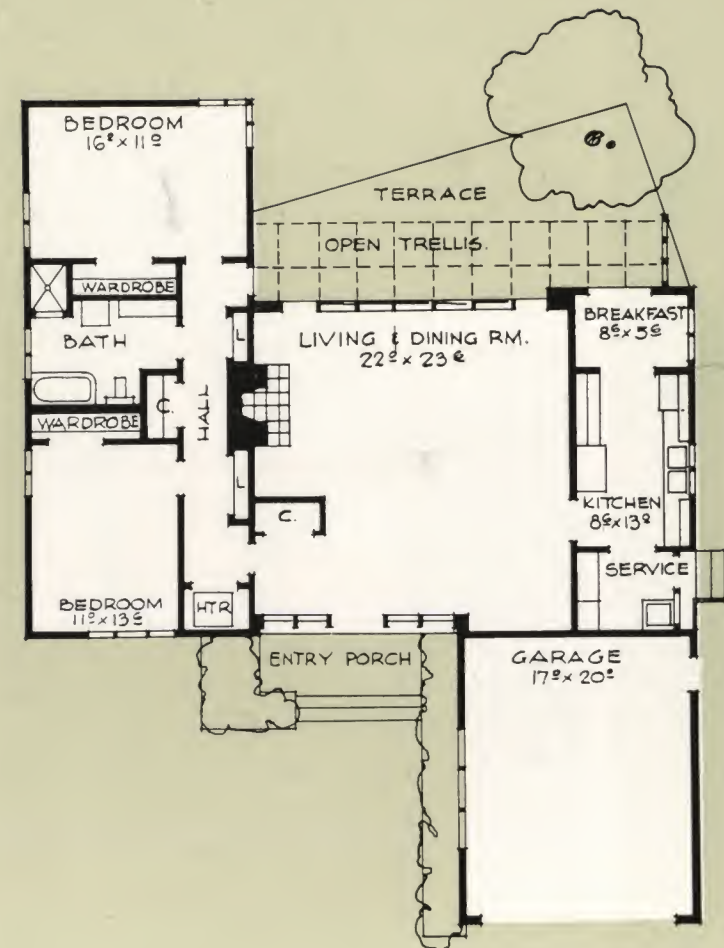 BEDROOM
16⁰ x 11⁰
TERRACE
OPEN TRELLIS.
WARDROBE
BATH
L
LIVING & DINING RM.
22⁰ x 23⁶
BREAKFAST
8⁶ x 5⁶
C.
HALL
WARDROBE
L
C.
KITCHEN
8⁶ x 13⁰
SERVICE
BEDROOM
11⁰ x 13⁶
HTR
ENTRY PORCH
GARAGE
17⁰ x 20⁰